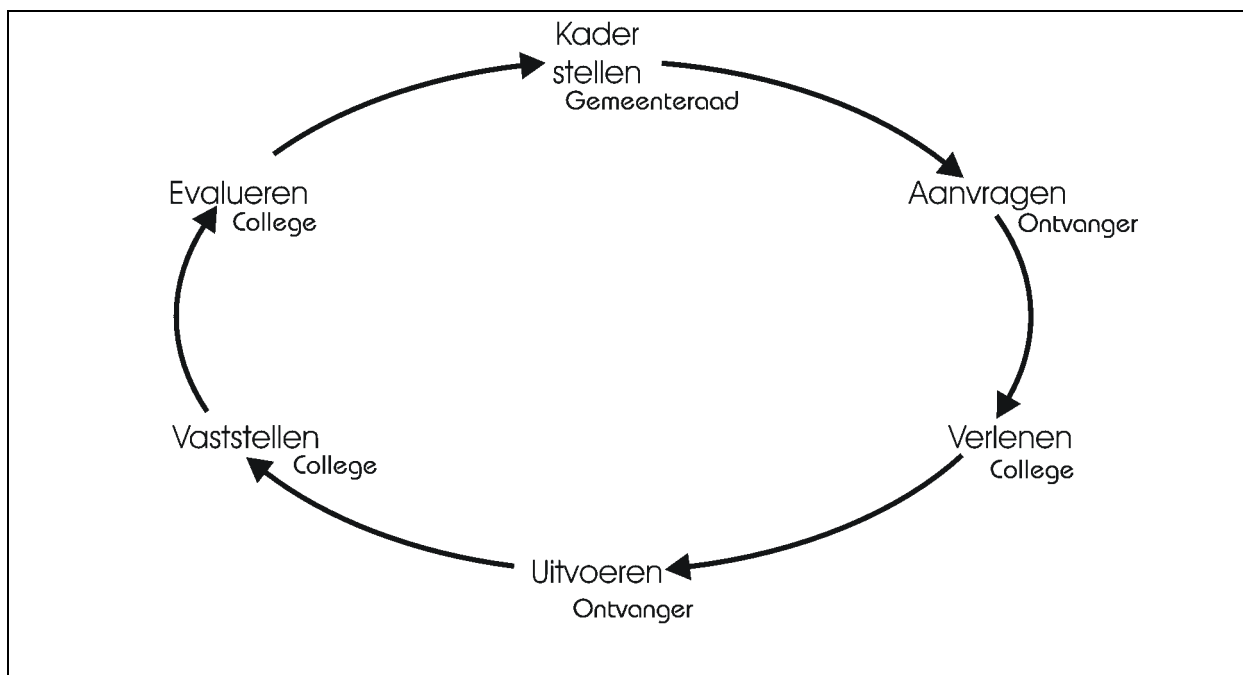 Kader
stellen
Gemeenteraad
Aanvragen
Ontvanger
Verlenen
College
Uitvoeren
Ontvanger
Vaststellen
College
Evalueren
College